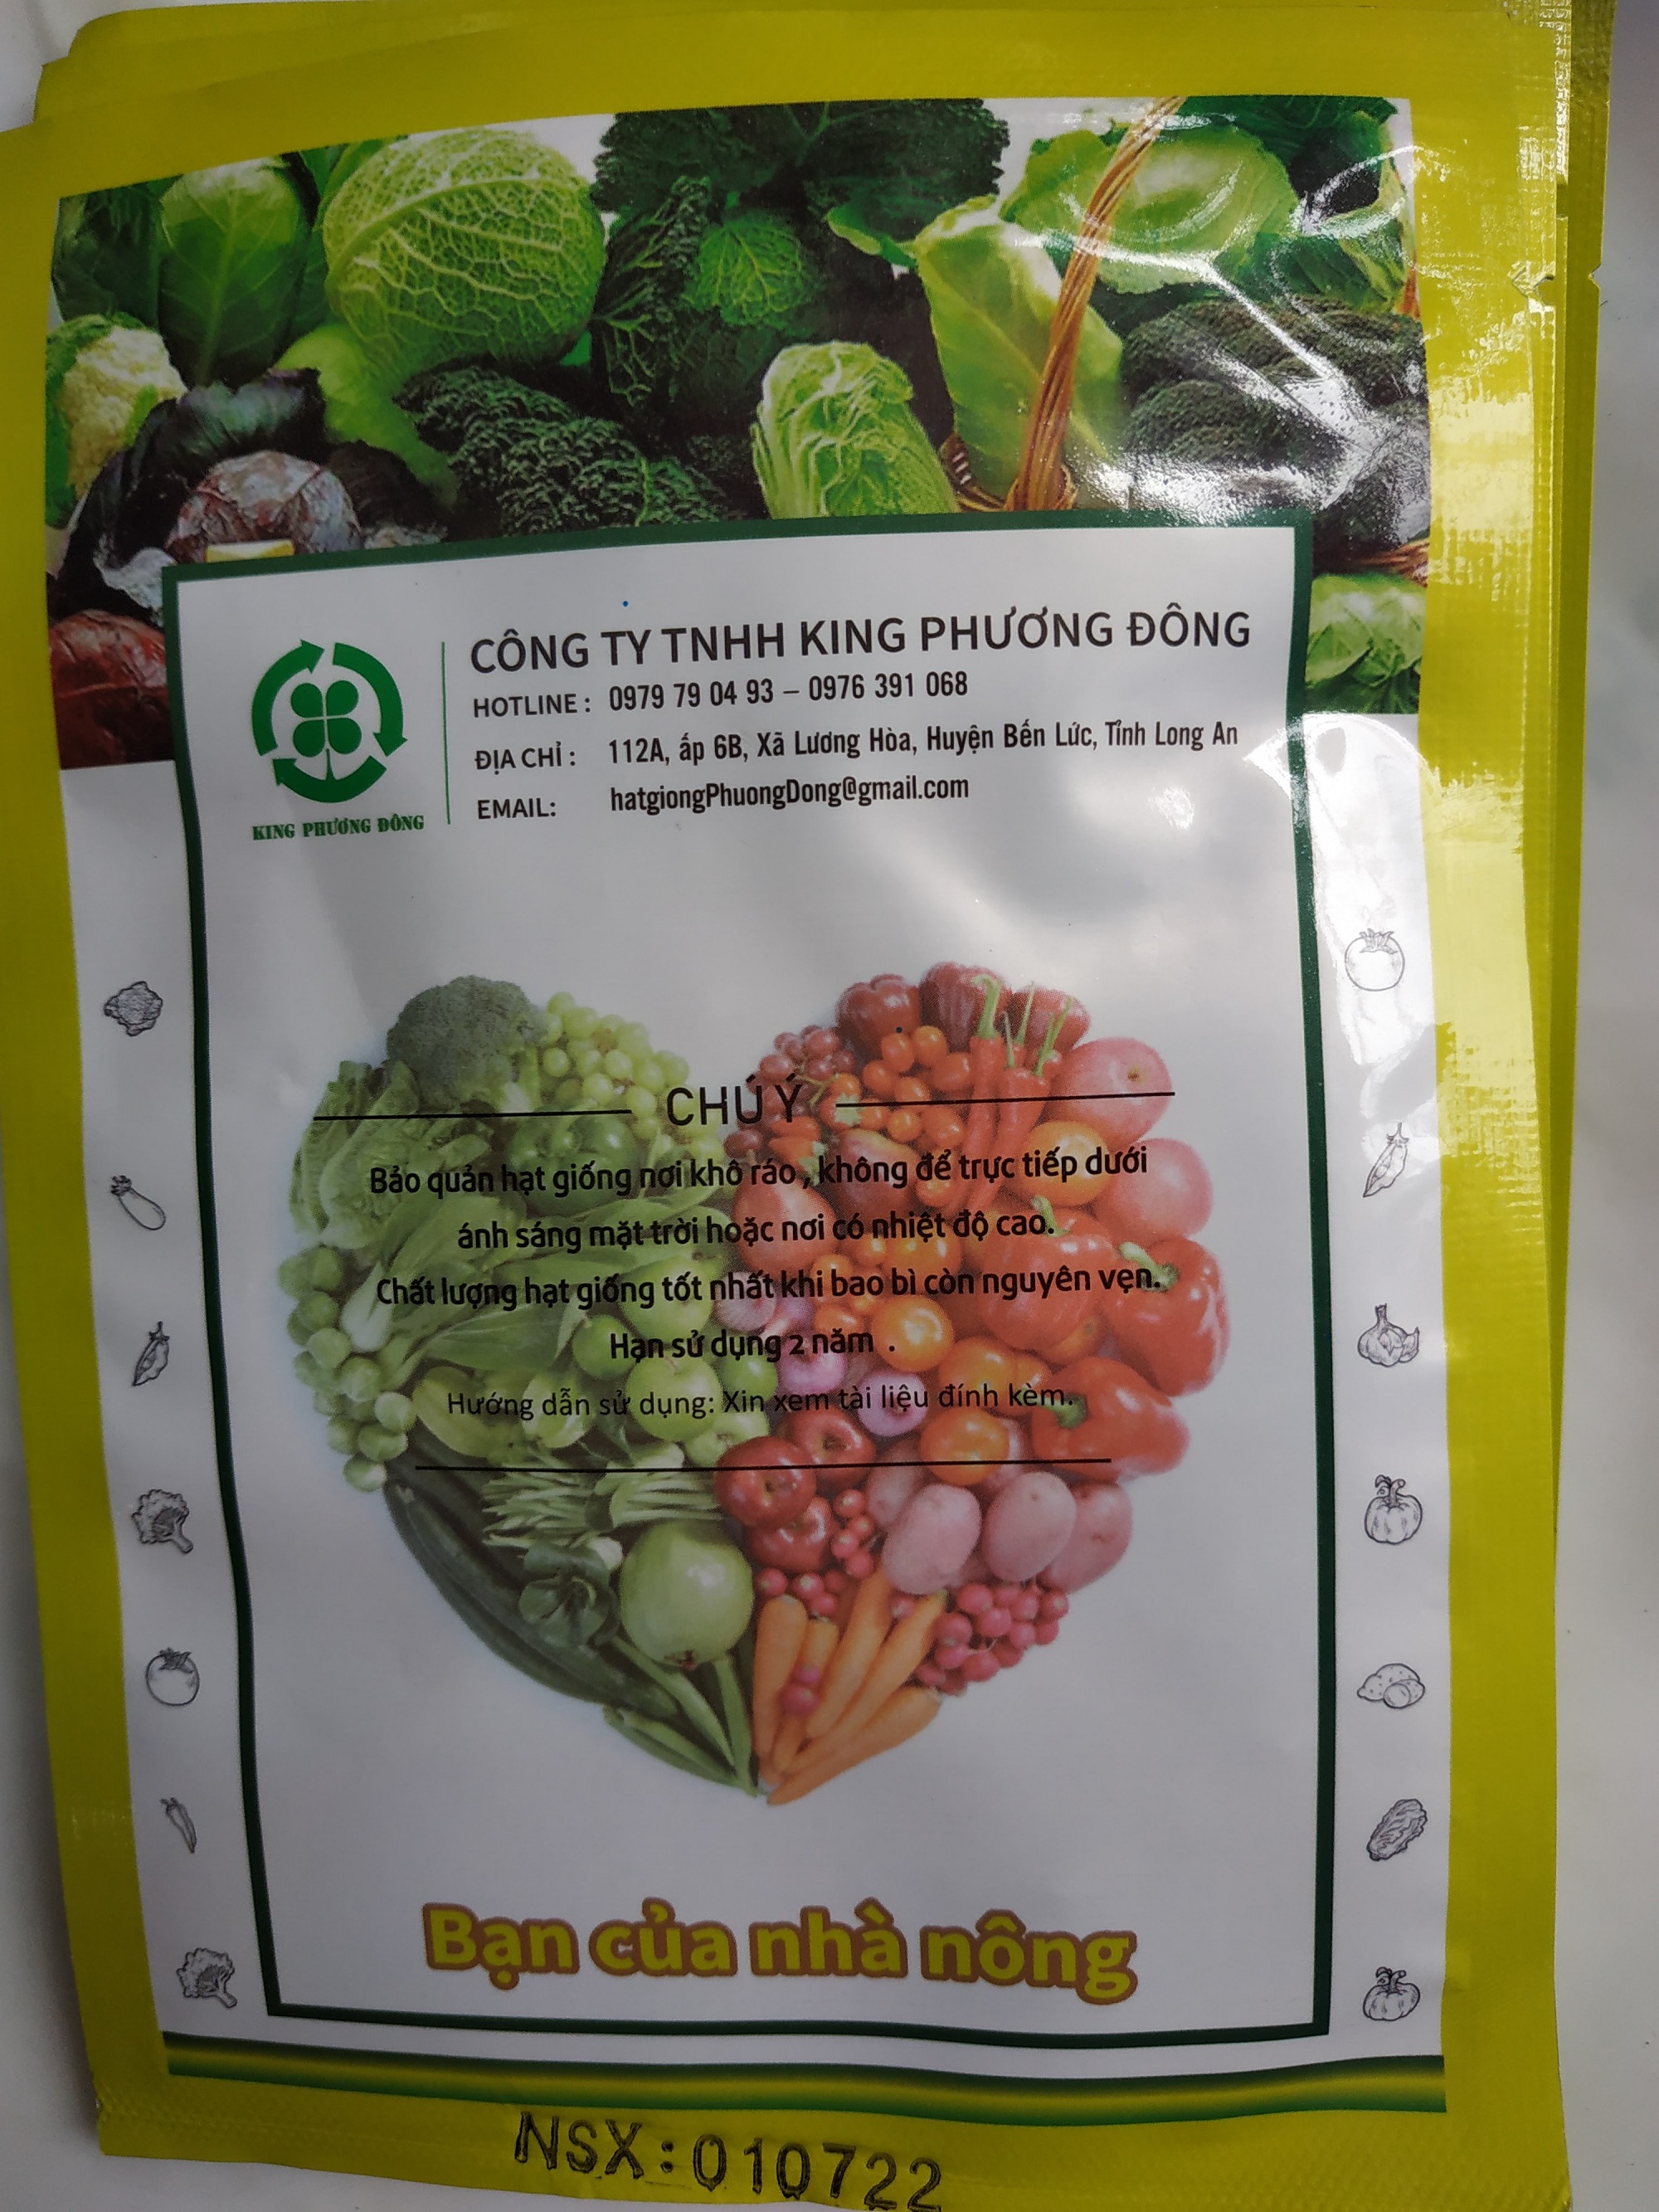 CÔNG TY TNHH KING PHƯƠNG ĐÔNG
HOTLINE : 0979 79 04 93 – 0976 391 068
ĐỊA CHỈ : 112A, ấp 6B, Xã Lương Hòa, Huyện Bến Lức, Tỉnh Long An
EMAIL: hatgiongPhuongDong@gmail.com
KING PHƯƠNG ĐÔNG
CHÚ Ý
Bảo quản hạt giống nơi khô ráo , không để trực tiếp dưới
ánh sáng mặt trời hoặc nơi có nhiệt độ cao.
Chất lượng hạt giống tốt nhất khi bao bì còn nguyên vẹn.
Hạn sử dụng 2 năm .
Hướng dẫn sử dụng: Xin xem tài liệu đính kèm.
Bạn của nhà nông
NSX:010722